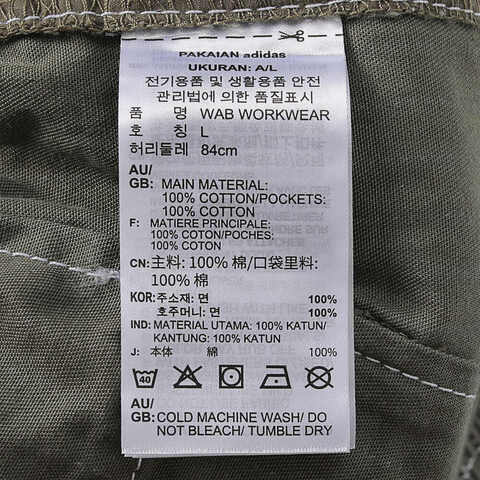 PAKAIAN adidas
UKURAN: A/L
전기용품 및 생활용품 안전
관리법에 의한 품질표시
품 명 WAB WORKWEAR
호 칭 L
허리둘레 84cm
AU/
GB: MAIN MATERIAL:
100% COTTON/POCKETS:
100% COTTON
F: MATIERE PRINCIPALE:
100% COTON/POCHES:
100% COTON
CN: 主料: 100% 棉/口袋里料:
100% 棉
KOR: 주소재: 면 100%
호주머니: 면 100%
IND: MATERIAL UTAMA: 100% KATUN/
KANTUNG: 100% KATUN
J: 本体 綿 100%
40
AU/
GB: COLD MACHINE WASH/ DO
NOT BLEACH/ TUMBLE DRY